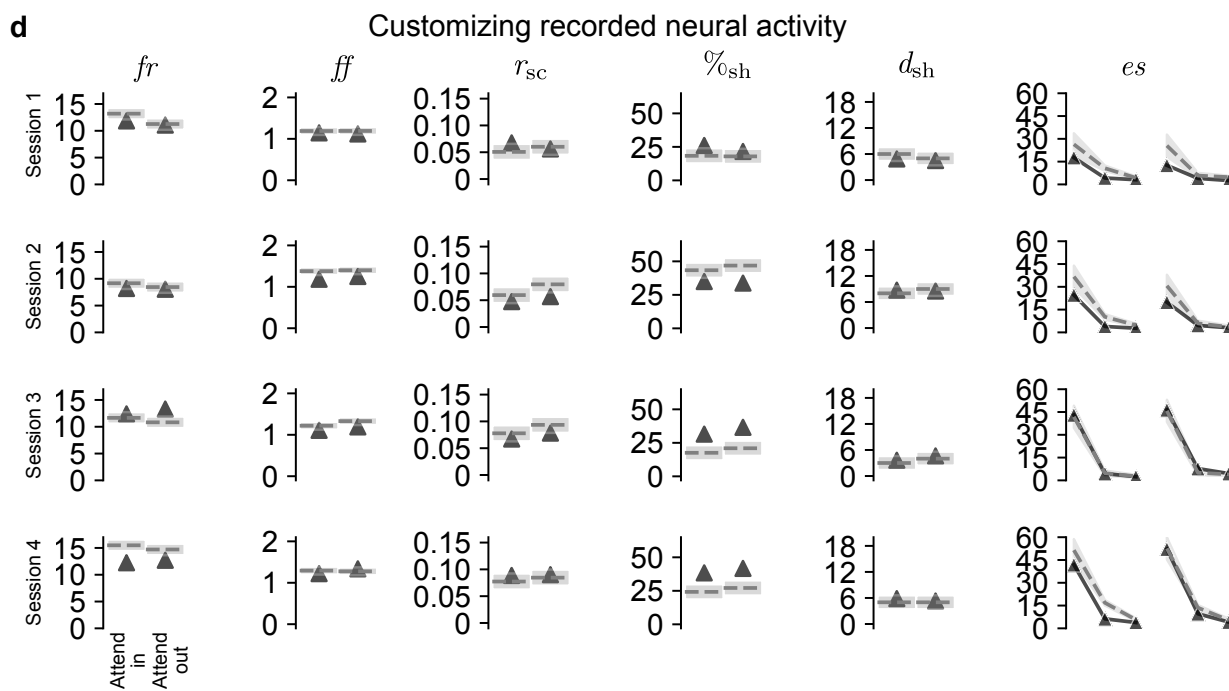 d
Customizing recorded neural activity
fr ff r_sc %_sh d_sh es
Session 1
15 10 5 0
2 1 0
0.15 0.10 0.05 0
50 25 0
18 12 6 0
60 45 30 15 0
Session 2
15 10 5 0
2 1 0
0.15 0.10 0.05 0
50 25 0
18 12 6 0
60 45 30 15 0
Session 3
15 10 5 0
2 1 0
0.15 0.10 0.05 0
50 25 0
18 12 6 0
60 45 30 15 0
Session 4
15 10 5 0
2 1 0
0.15 0.10 0.05 0
50 25 0
18 12 6 0
60 45 30 15 0
Attend in
Attend out